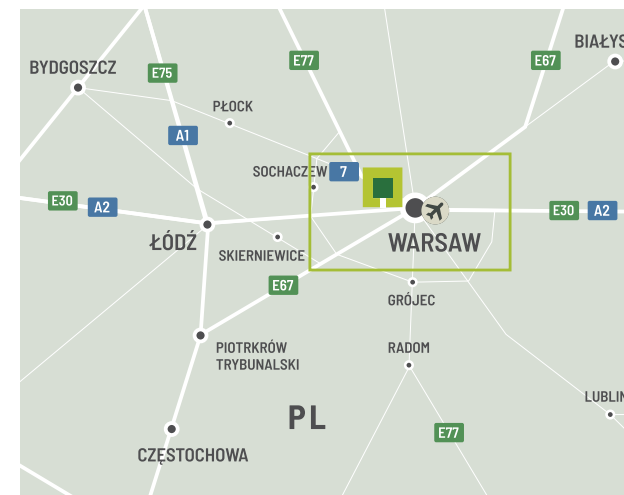 BIAŁYS
E77
E67
BYDGOSZCZ
E75
PŁOCK
A1
SOCHACZEW
7
E30
A2
E30
A2
ŁÓDŹ
WARSAW
SKIERNIEWICE
E67
GRÓJEC
PIOTRKRÓW
TRYBUNALSKI
RADOM
LUBLIN
PL
E77
CZĘSTOCHOWA